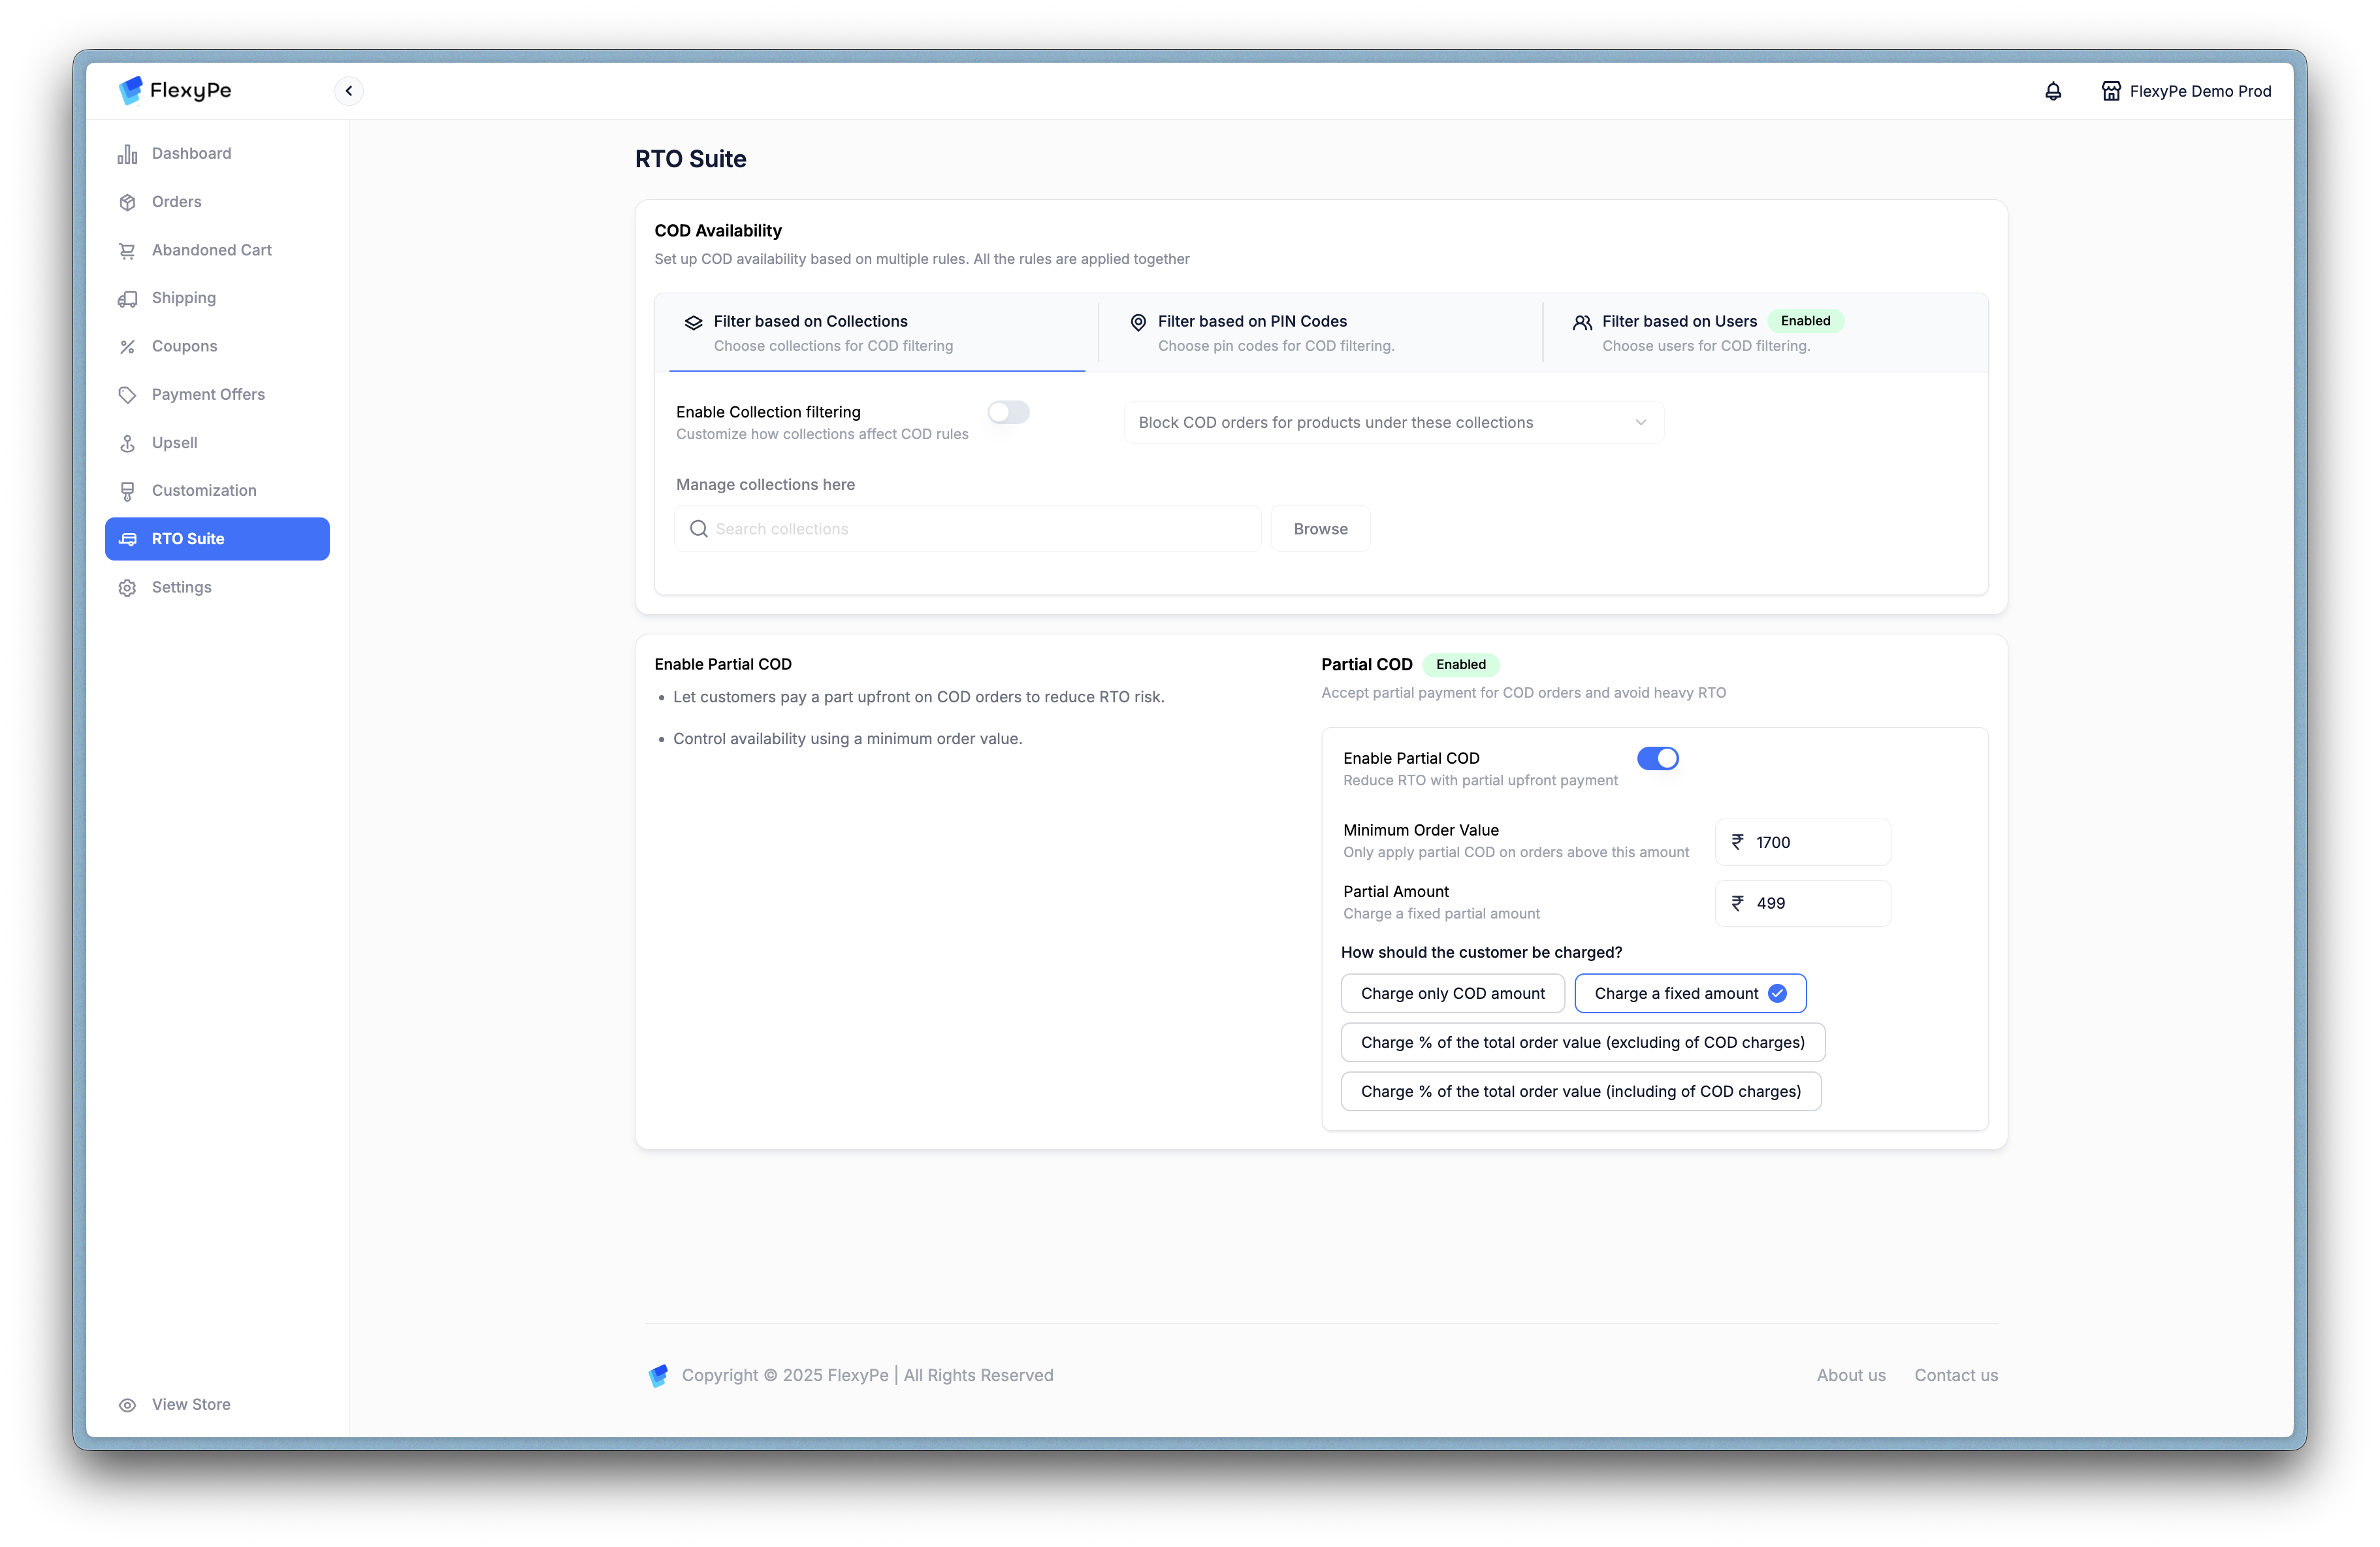 FlexyPe
FlexyPe Demo Prod
Dashboard
Orders
Abandoned Cart
Shipping
Coupons
Payment Offers
Upsell
Customization
RTO Suite
Settings
View Store
RTO Suite
COD Availability
Set up COD availability based on multiple rules. All the rules are applied together
Filter based on Collections
Choose collections for COD filtering
Filter based on PIN Codes
Choose pin codes for COD filtering.
Filter based on Users Enabled
Choose users for COD filtering.
Enable Collection filtering
Customize how collections affect COD rules
Block COD orders for products under these collections
Manage collections here
Search collections
Browse
Enable Partial COD
• Let customers pay a part upfront on COD orders to reduce RTO risk.
• Control availability using a minimum order value.
Partial COD Enabled
Accept partial payment for COD orders and avoid heavy RTO
Enable Partial COD
Reduce RTO with partial upfront payment
Minimum Order Value
Only apply partial COD on orders above this amount
₹ 1700
Partial Amount
Charge a fixed partial amount
₹ 499
How should the customer be charged?
Charge only COD amount
Charge a fixed amount
Charge % of the total order value (excluding of COD charges)
Charge % of the total order value (including of COD charges)
Copyright © 2025 FlexyPe | All Rights Reserved
About us
Contact us